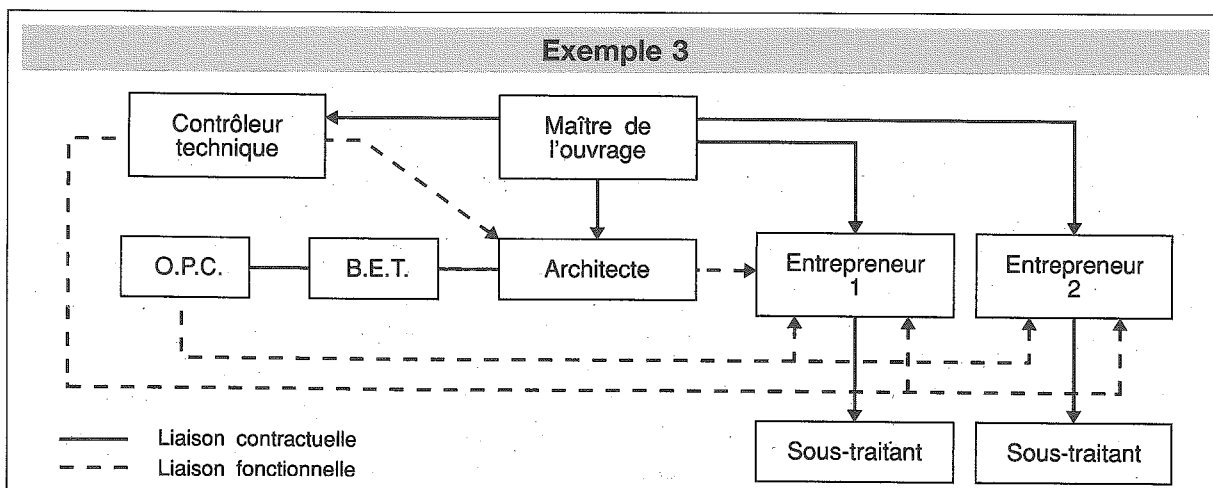 Exemple 3
Contrôleur
technique
Maître de
l'ouvrage
O.P.C.
B.E.T.
Architecte
Entrepreneur
1
Entrepreneur
2
Sous-traitant
Sous-traitant
Liaison contractuelle
Liaison fonctionnelle